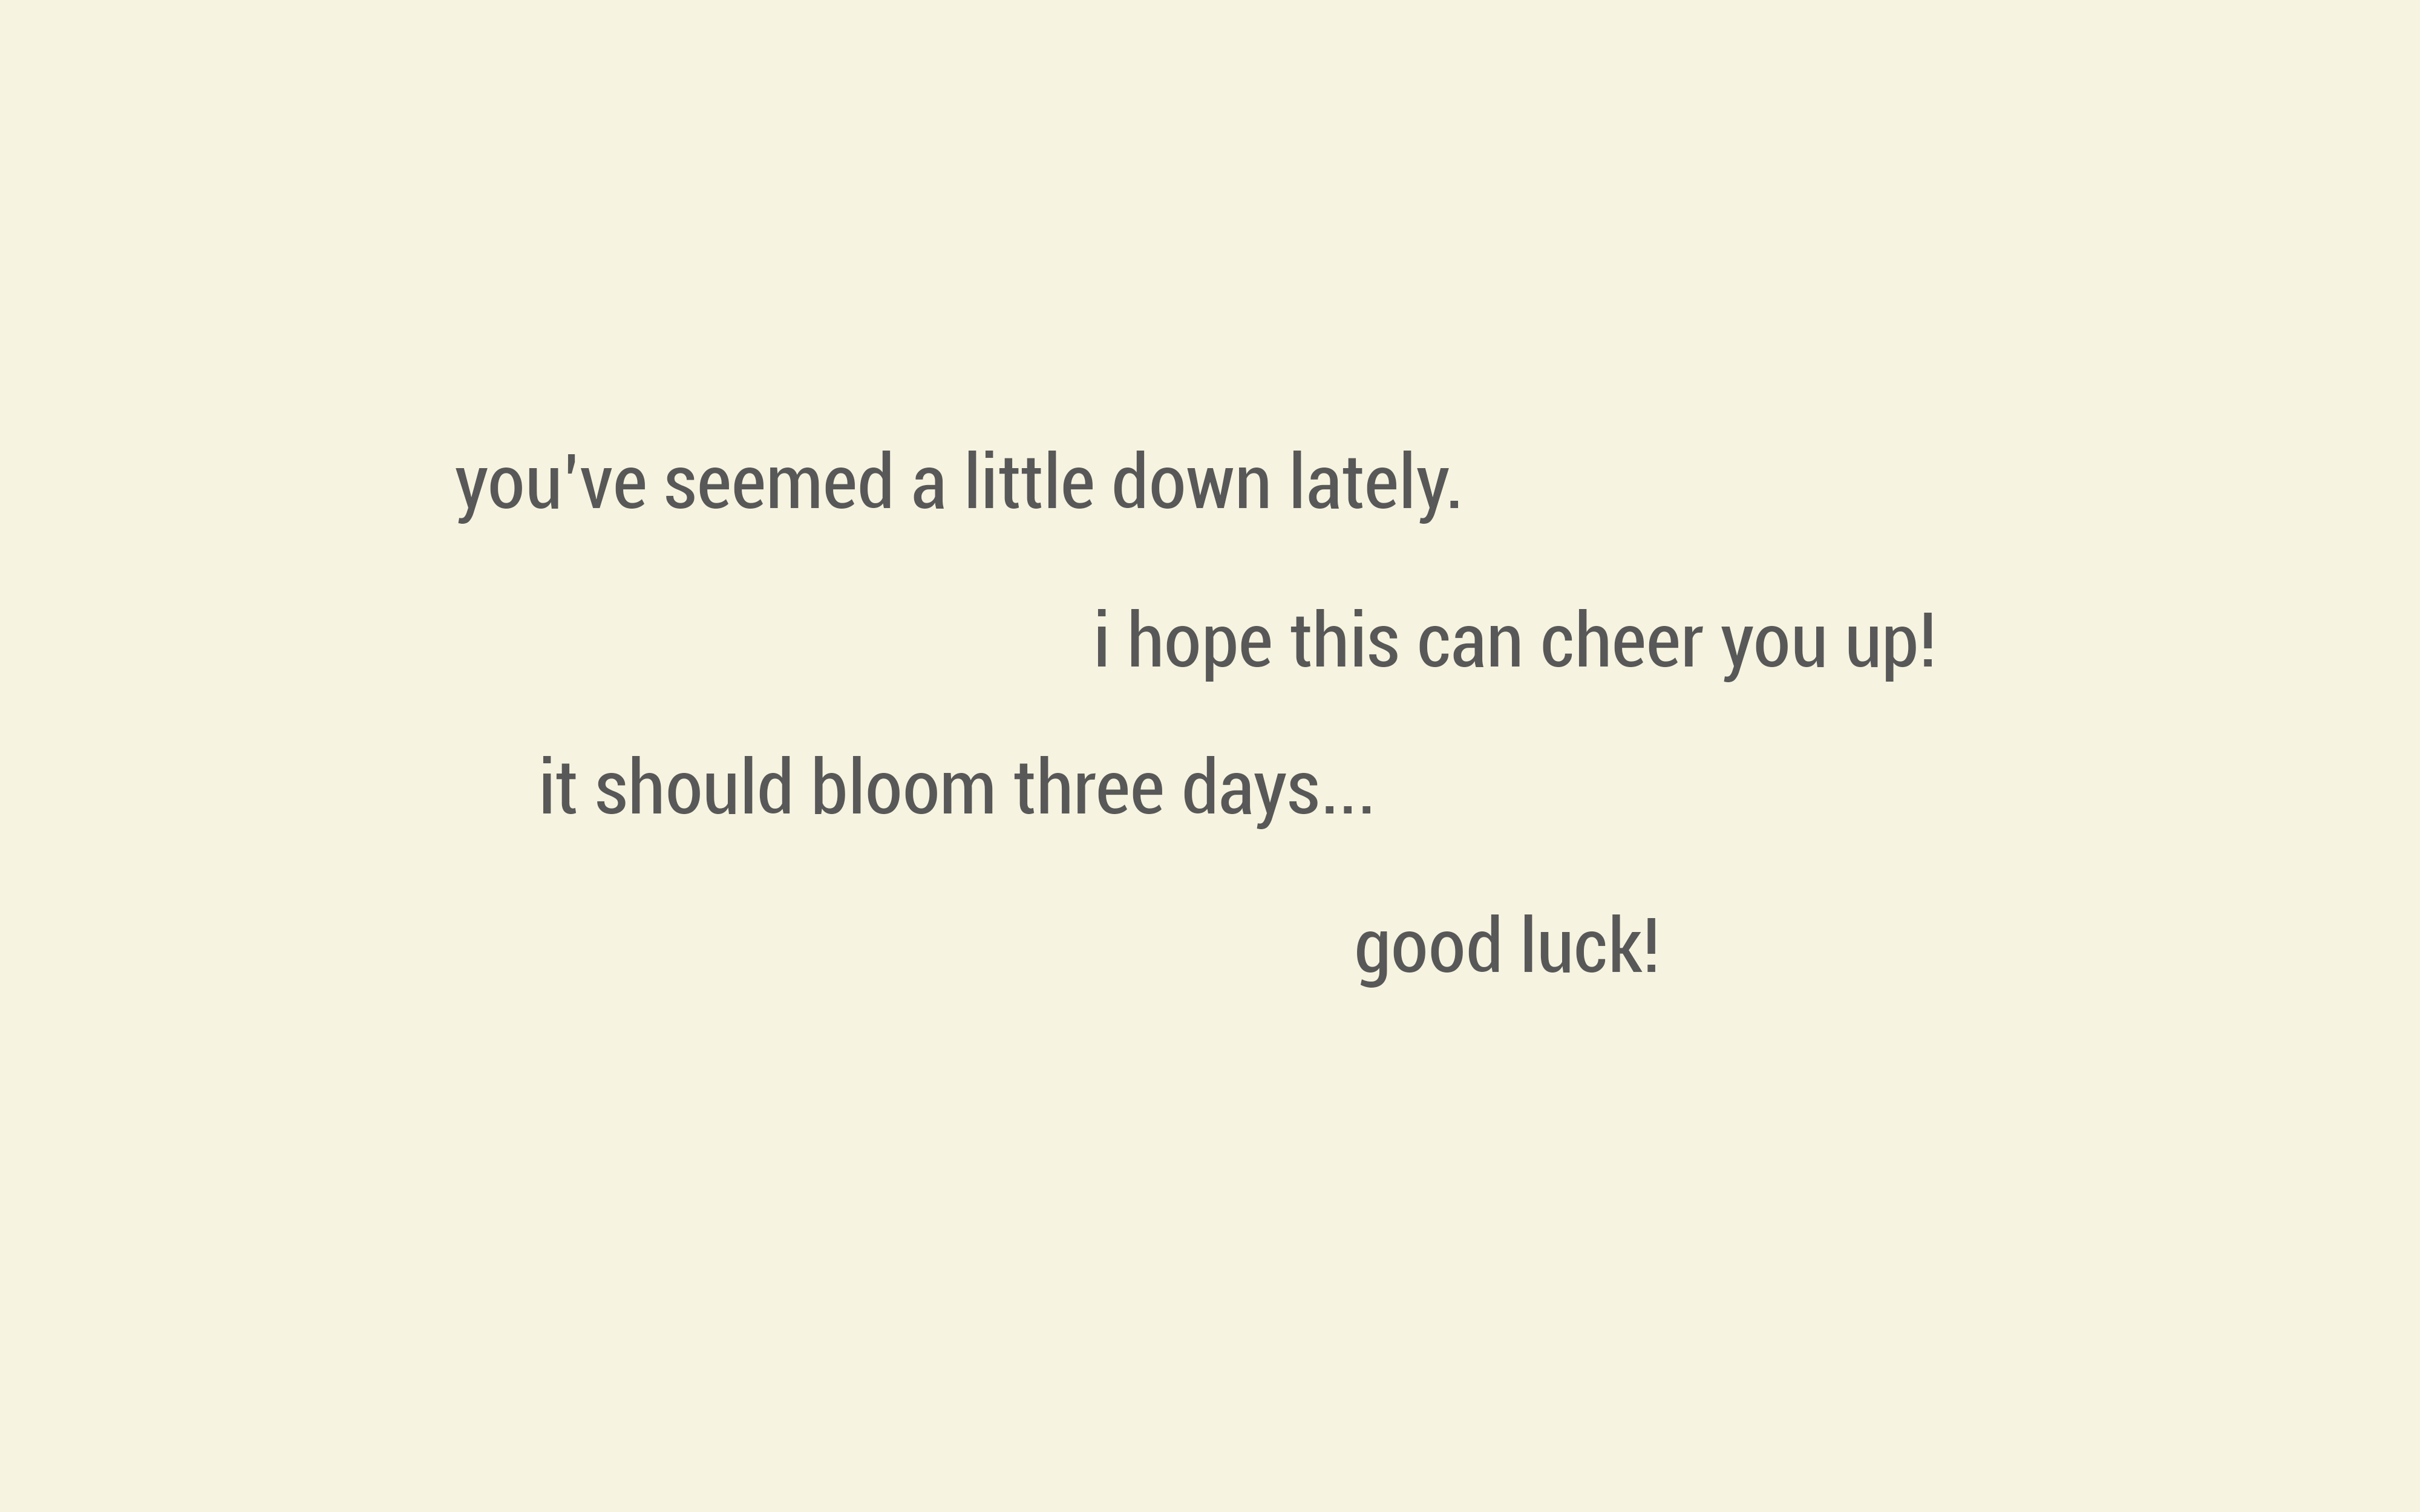 you've seemed a little down lately.
i hope this can cheer you up!
it should bloom three days...
good luck!